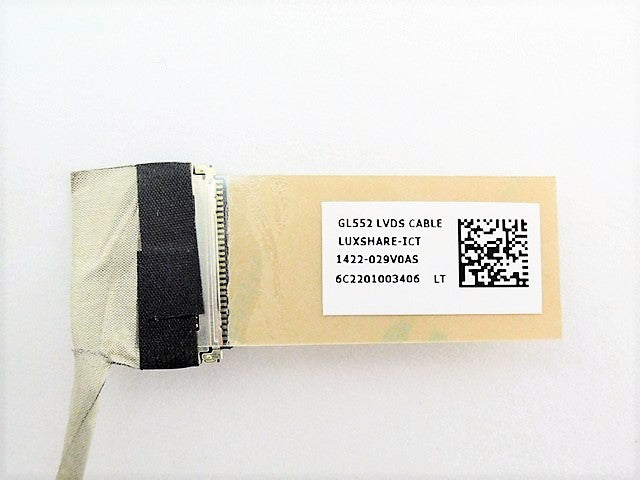 GL552 LVDS CABLE
LUXSHARE-ICT
1422-029V0AS
6C2201003406 LT